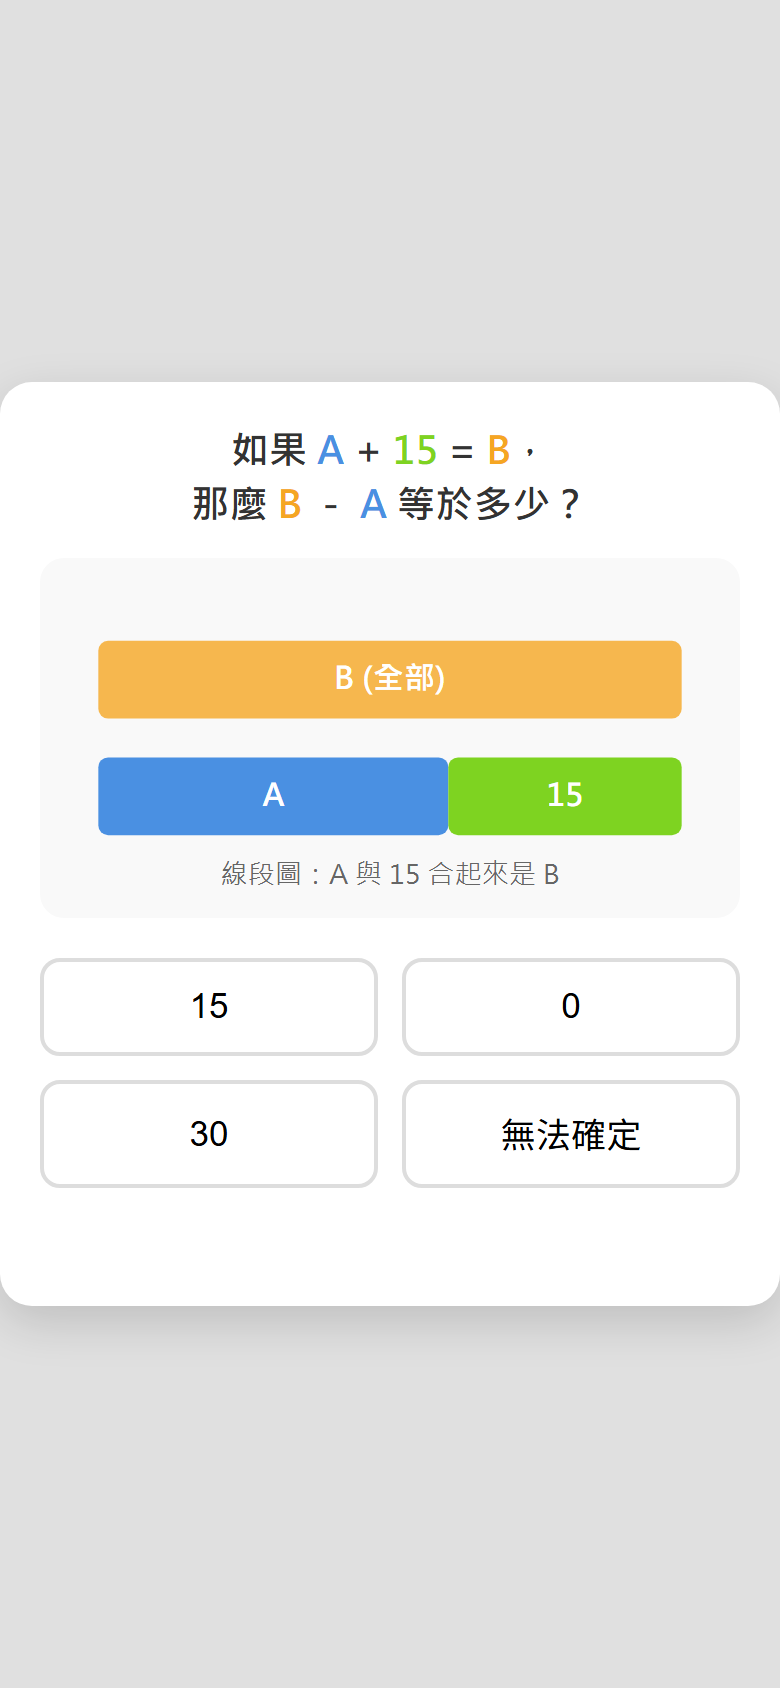 如果 A + 15 = B，
那麼 B - A 等於多少？
B (全部)
A 15
線段圖：A 與 15 合起來是 B
15 0
30 無法確定